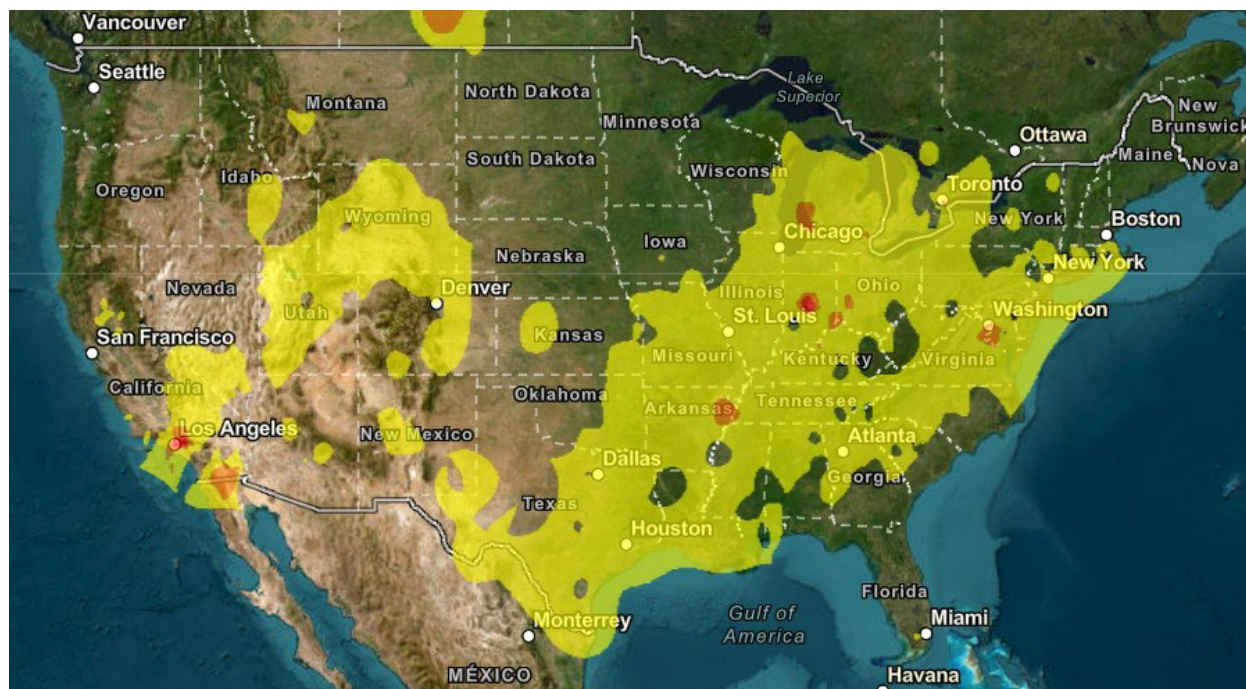 Vancouver
Seattle
Montana
North Dakota
Minnesota
Lake
Superior
Ottawa
New
Brunswick
Maine
Nova
South Dakota
Oregon
Idaho
Wisconsin
Toronto
Wyoming
New York
Boston
Chicago
Iowa
Nebraska
New York
Nevada
Denver
Utah
Illinois
Ohio
Washington
San Francisco
Kansas
St. Louis
Missouri
Kentucky
Virginia
California
Oklahoma
Arkansas
Tennessee
Los Angeles
New Mexico
Atlanta
Dallas
Georgia
Texas
Houston
Florida
Gulf of
America
Monterrey
Miami
MÉXICO
Havana